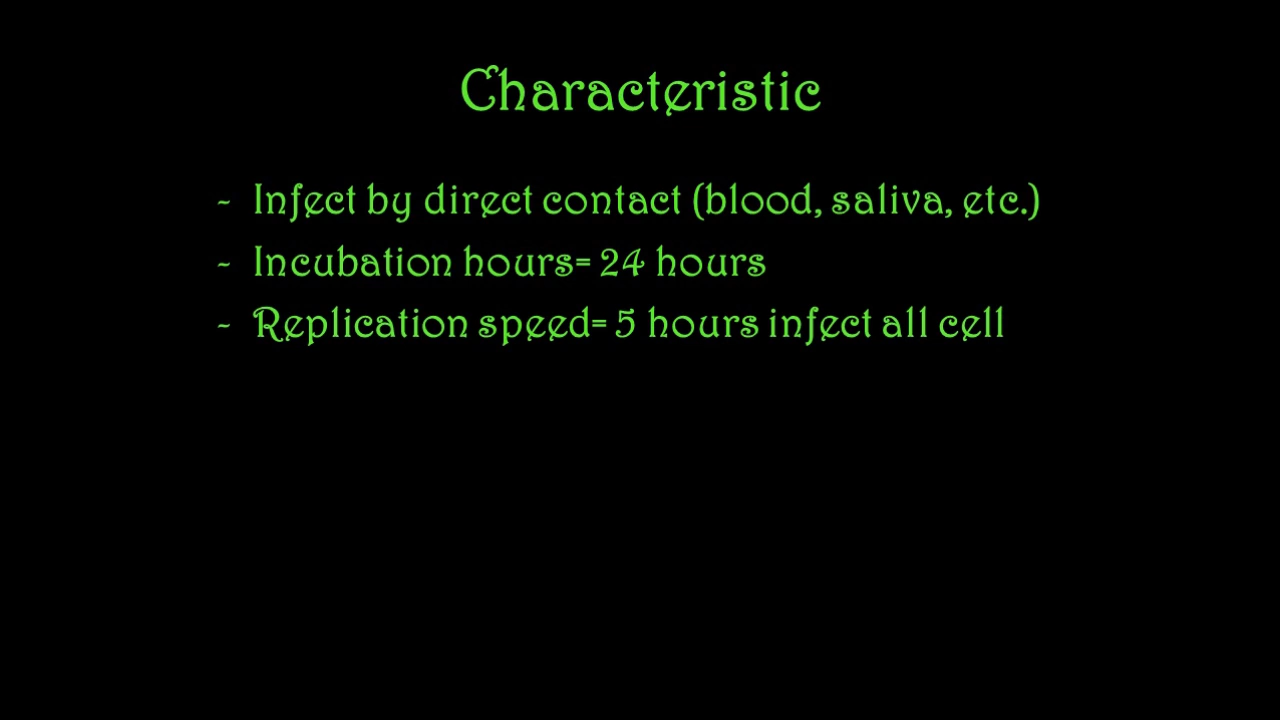 Characteristic
- Infect by direct contact (blood, saliva, etc.)
- Incubation hours= 24 hours
- Replication speed= 5 hours infect all cell